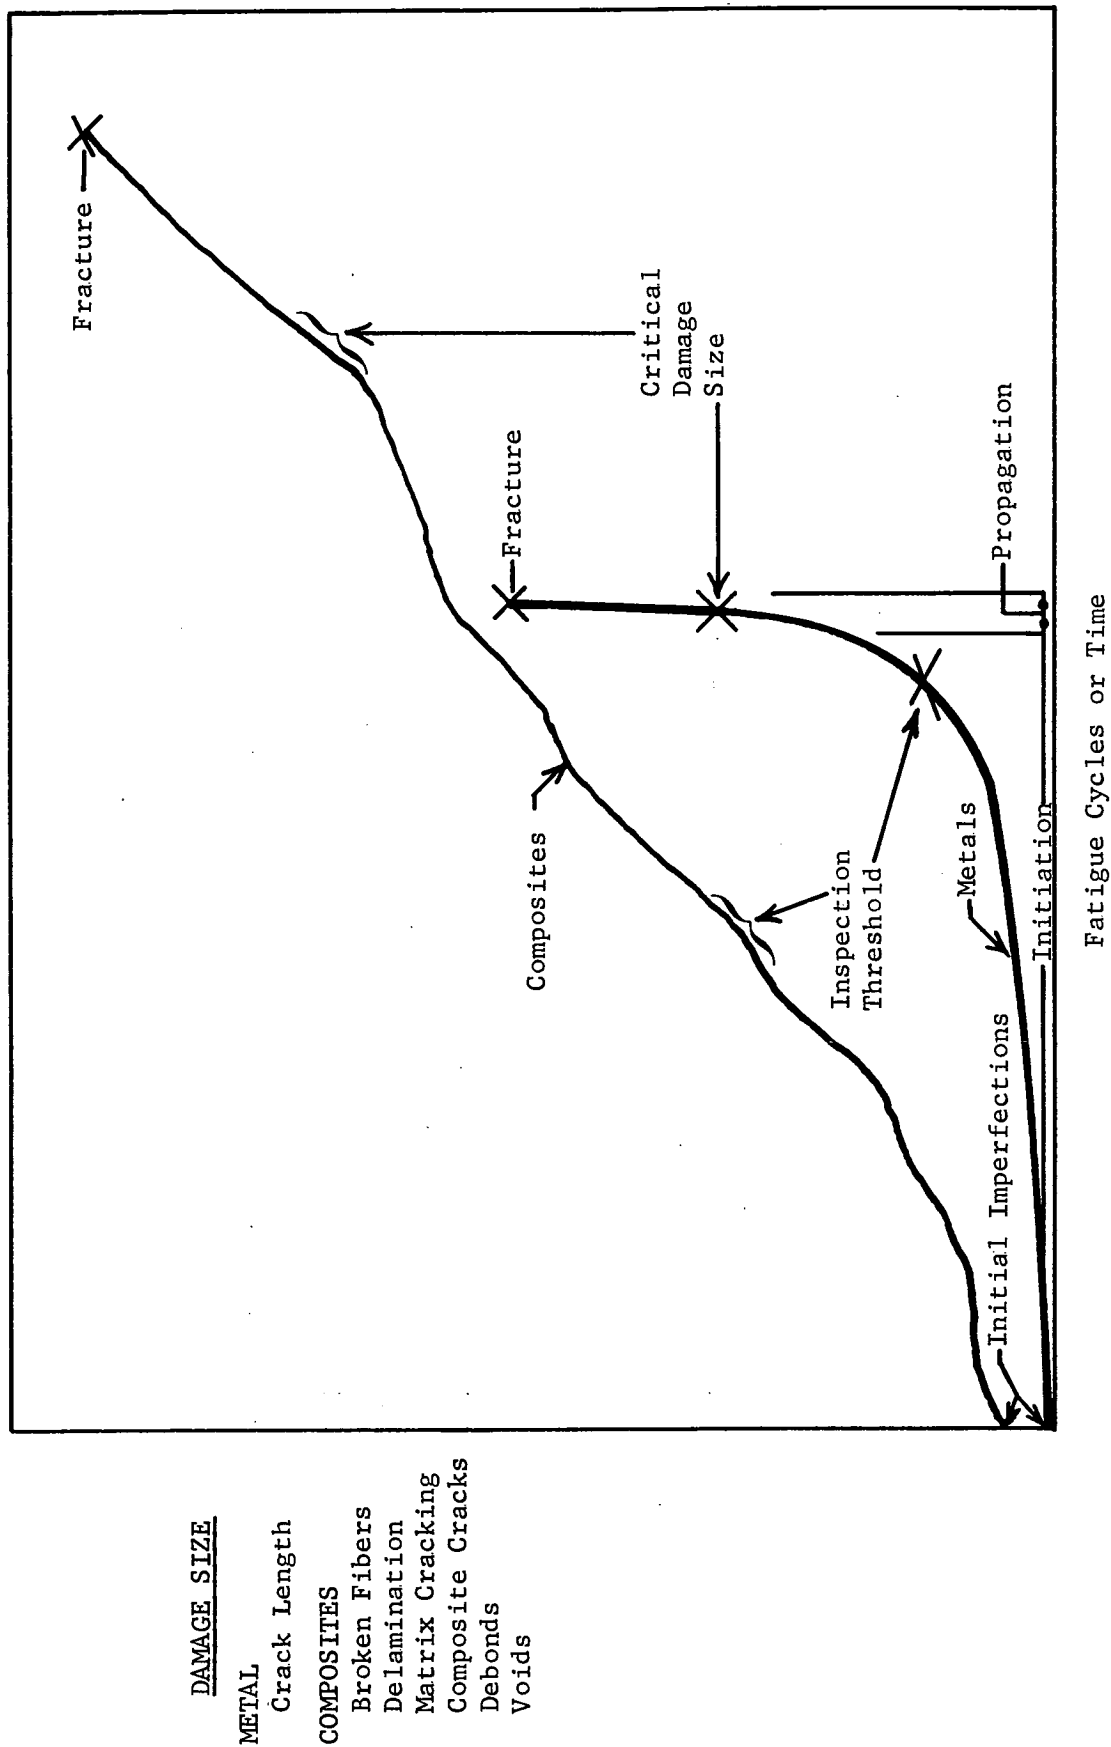 DAMAGE SIZE
METAL
Crack Length
COMPOSITES
Broken Fibers
Delamination
Matrix Cracking
Composite Cracks
Debonds
Voids
Fracture
Critical
Damage
Size
Fracture
Composites
Inspection
Threshold
Metals
Propagation
Initial Imperfections
Initiation
Fatigue Cycles or Time